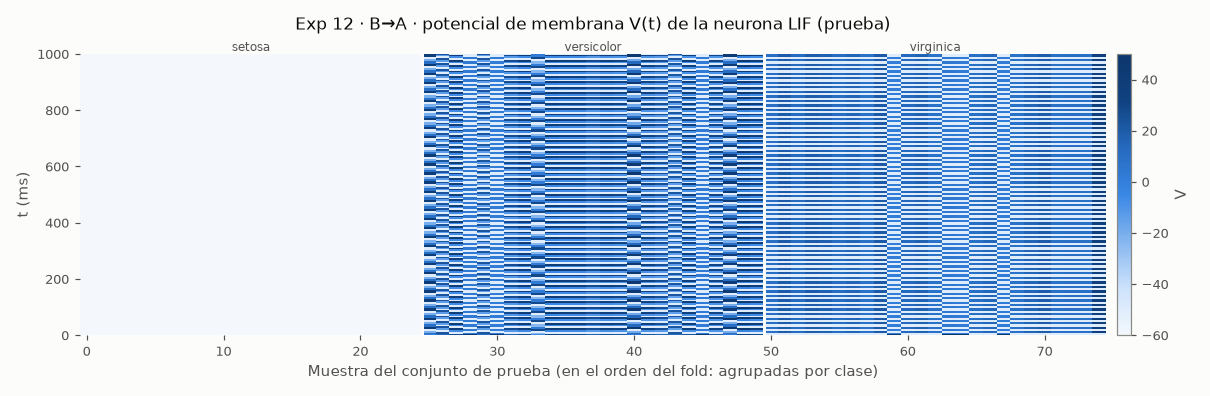 Exp 12 · B→A · potencial de membrana V(t) de la neurona LIF (prueba)
setosa
versicolor
virginica
1000
800
600
400
200
0
t (ms)
0
10
20
30
40
50
60
70
Muestra del conjunto de prueba (en el orden del fold: agrupadas por clase)
40
20
0
−20
−40
−60
V